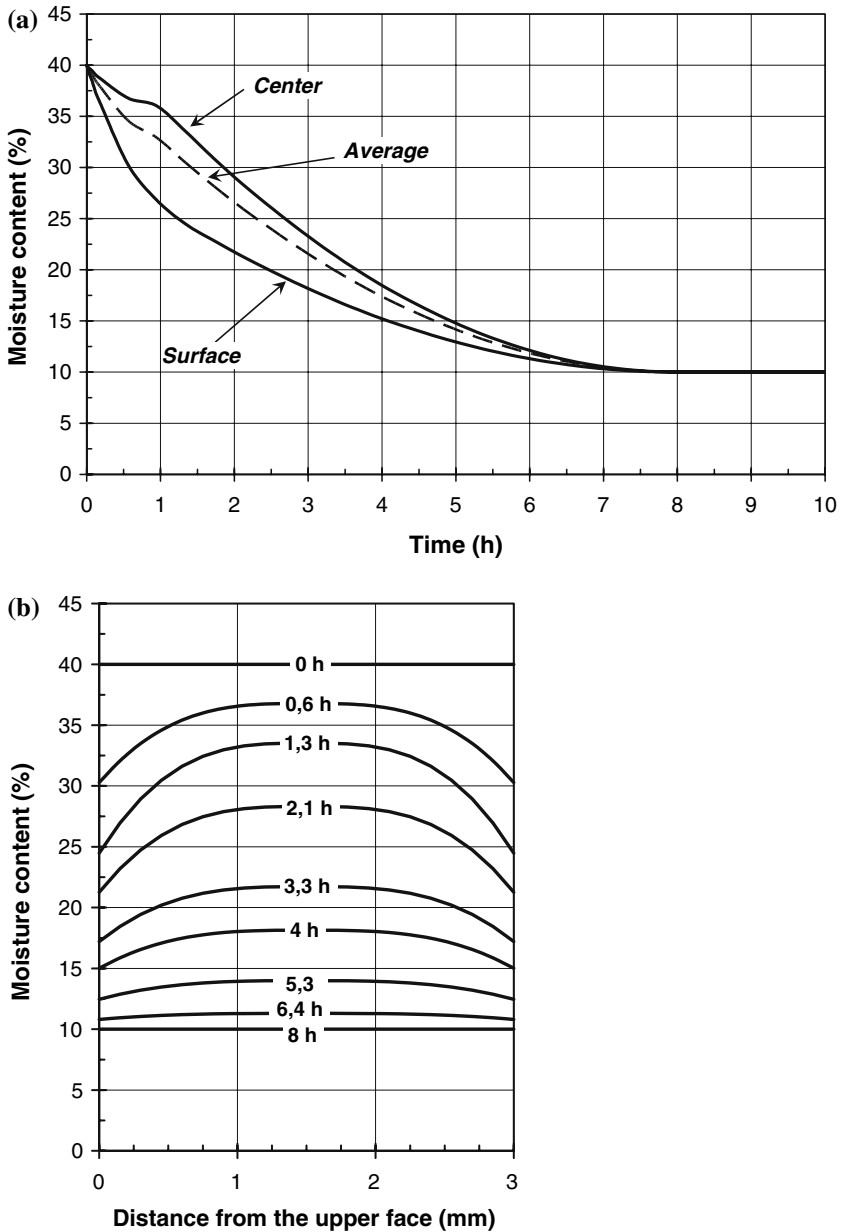 (a)
45
40
35
30
25
20
15
10
5
0
Moisture content (%)
Center
Average
Surface
0 1 2 3 4 5 6 7 8 9 10
Time (h)
(b)
45
40
35
30
25
20
15
10
5
0
Moisture content (%)
0 h
0,6 h
1,3 h
2,1 h
3,3 h
4 h
5,3
6,4 h
8 h
0 1 2 3
Distance from the upper face (mm)